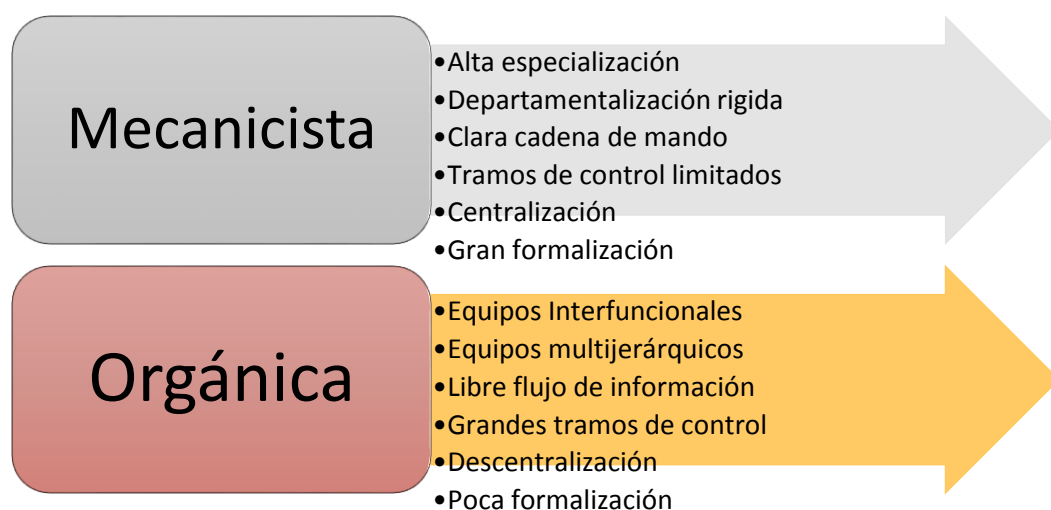 Mecanicista
•Alta especialización
•Departamentalización rigida
•Clara cadena de mando
•Tramos de control limitados
•Centralización
•Gran formalización
Orgánica
•Equipos Interfuncionales
•Equipos multijerárquicos
•Libre flujo de información
•Grandes tramos de control
•Descentralización
•Poca formalización